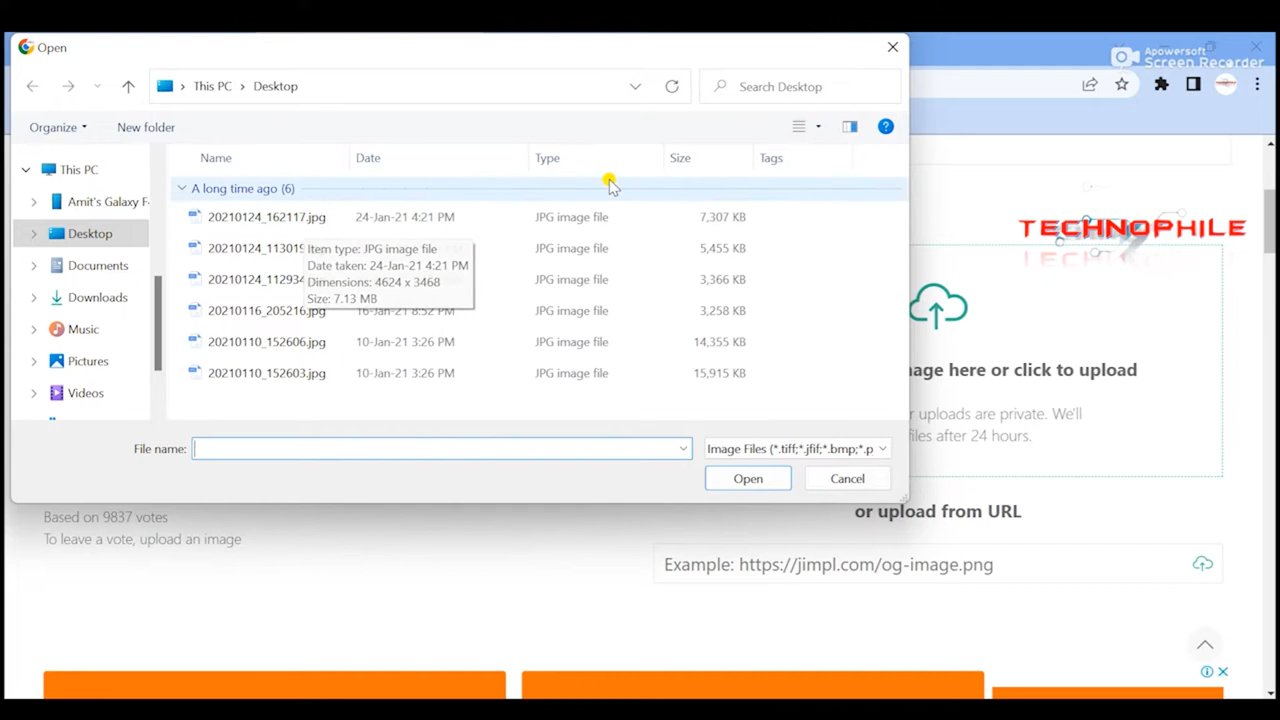 Open
Apowersoft
Screen Recorder
This PC
Desktop
Search Desktop
Organize
New folder
Name
Date
Type
Size
Tags
This PC
Amit's Galaxy F
Desktop
Documents
Downloads
Music
Pictures
Videos
A long time ago (6)
20210124_162117.jpg 24-Jan-21 4:21 PM JPG image file 7,307 KB
20210124_113019 JPG image file 5,455 KB
20210124_112934 JPG image file 3,366 KB
20210116_205216.jpg 16-Jan-21 8:52 PM JPG image file 3,258 KB
20210110_152606.jpg 10-Jan-21 3:26 PM JPG image file 14,355 KB
20210110_152603.jpg 10-Jan-21 3:26 PM JPG image file 15,915 KB
Item type: JPG image file
Date taken: 24-Jan-21 4:21 PM
Dimensions: 4624 x 3468
Size: 7.13 MB
File name:
Image Files (*.tiff;*.jfif;*.bmp;*.p
Open
Cancel
TECHNOPHILE
here or click to upload
uploads are private. We'll
files after 24 hours.
or upload from URL
Example: https://jimpl.com/og-image.png
Based on 9837 votes
To leave a vote, upload an image